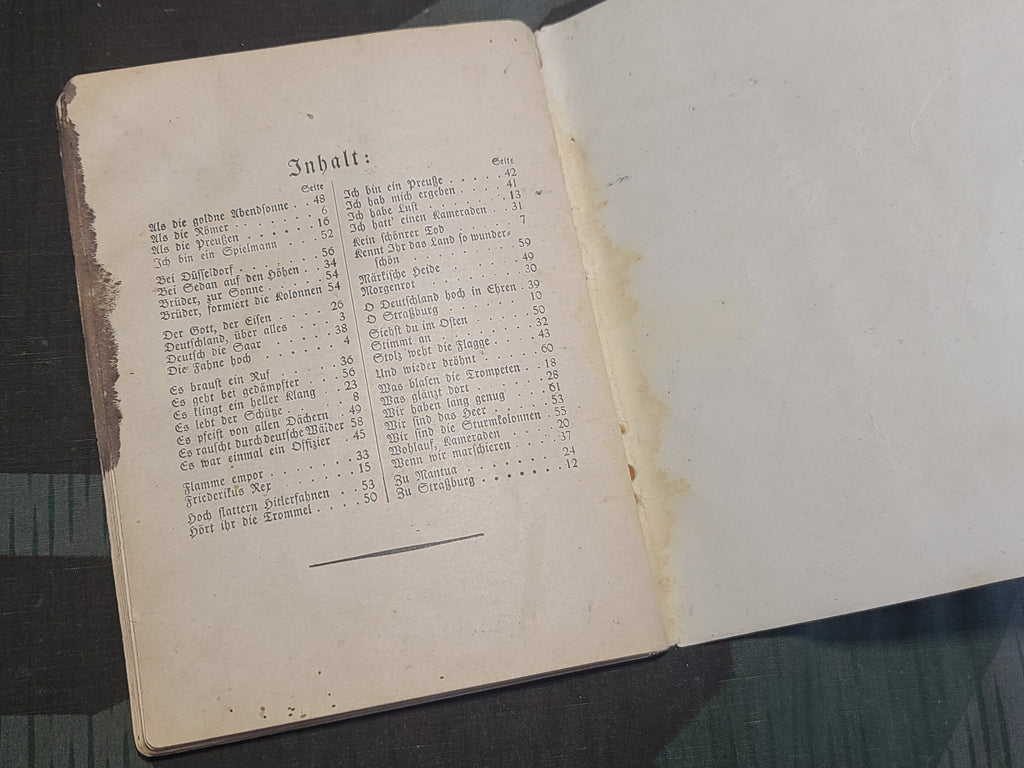 Inhalt:
Seite
Als die goldne Abendsonne . . 48
Als die Römer . . . . . . 6
Als die Preußen . . . . . 16
Ich bin ein Spielmann . . . 52
Bei Düsseldorf . . . . . . 56
Bei Sedan auf den Höhen . . 34
Brüder, zur Sonne . . . . 54
Brüder, formiert die Kolonnen 54
Der Gott, der Eisen . . . . 26
Deutschland, über alles . . . 3
Deutsch die Saar . . . . . 38
Die Fahne hoch . . . . . . 4
Es braust ein Ruf . . . . . 36
Es geht bei gedämpfter . . . 56
Es klingt ein heller Klang . . 23
Es lebt der Schütze . . . . 8
Es pfeift von allen Dächern . 49
Es rauscht durch deutsche Wälder 58
Es war einmal ein Offizier . . 45
Flamme empor . . . . . . 33
Friederikus Rex . . . . . . 15
Hoch flattern Hitlerfahnen . . 53
Hört ihr die Trommel . . . . 50
Seite
Ich bin ein Preuße . . . . 42
Ich hab mich ergeben . . . 41
Ich habe Lust . . . . . . 13
Ich hatt' einen Kameraden . . 31
Kein schönrer Tod . . . . 7
Kennt Ihr das Land so wunder-
schön . . . . . . . . 59
Märkische Heide . . . . . 49
Morgenrot . . . . . . . 30
O Deutschland hoch in Ehren . 39
O Straßburg . . . . . . 10
Siehst du im Osten . . . . 50
Stimmt an . . . . . . . 32
Stolz weht die Flagge . . . 43
Und wieder dröhnt . . . . 60
Was blasen die Trompeten . . 18
Was glänzt dort . . . . . 28
Wir haben lang genug . . . 61
Wir sind das Heer . . . . 53
Wir sind die Sturmkolonnen . 55
Wohlauf, Kameraden . . . 20
Wenn wir marschieren . . . 37
Zu Mantua . . . . . . . 24
Zu Straßburg . . . . . . 12